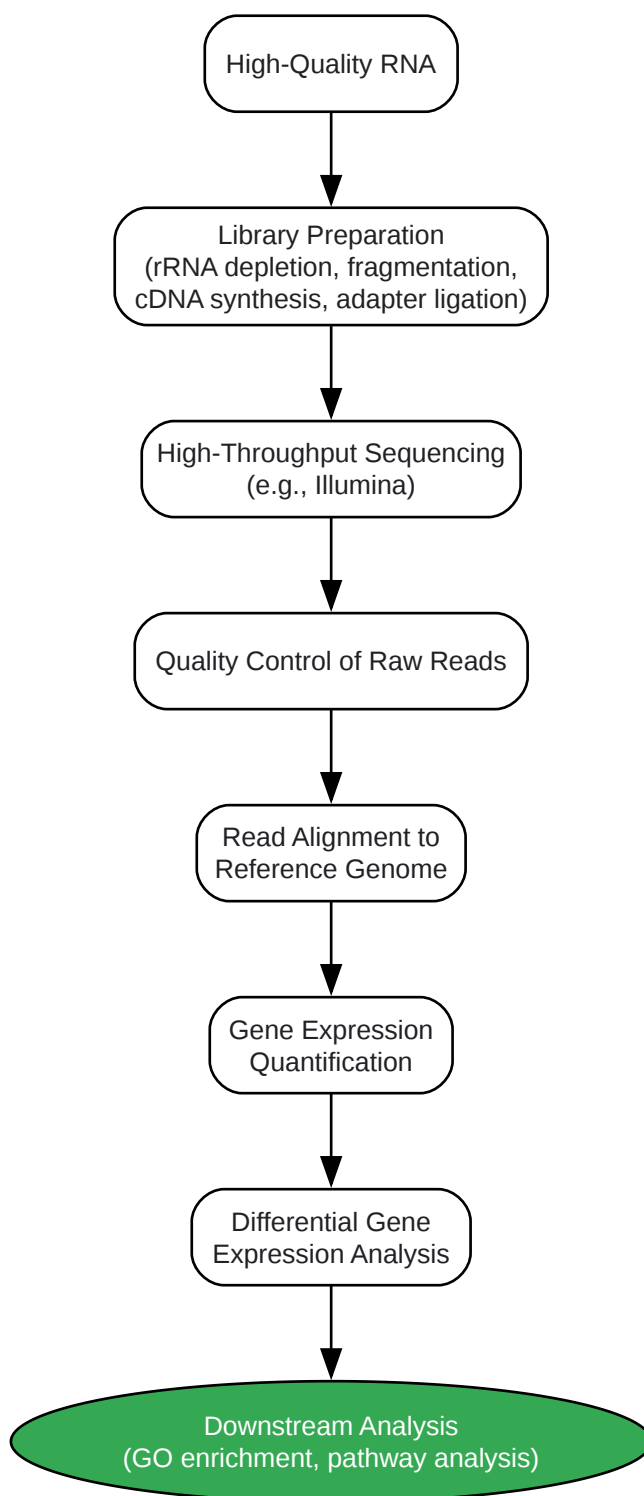 High-Quality RNA
Library Preparation
(rRNA depletion, fragmentation,
cDNA synthesis, adapter ligation)
High-Throughput Sequencing
(e.g., Illumina)
Quality Control of Raw Reads
Read Alignment to
Reference Genome
Gene Expression
Quantification
Differential Gene
Expression Analysis
Downstream Analysis
(GO enrichment, pathway analysis)